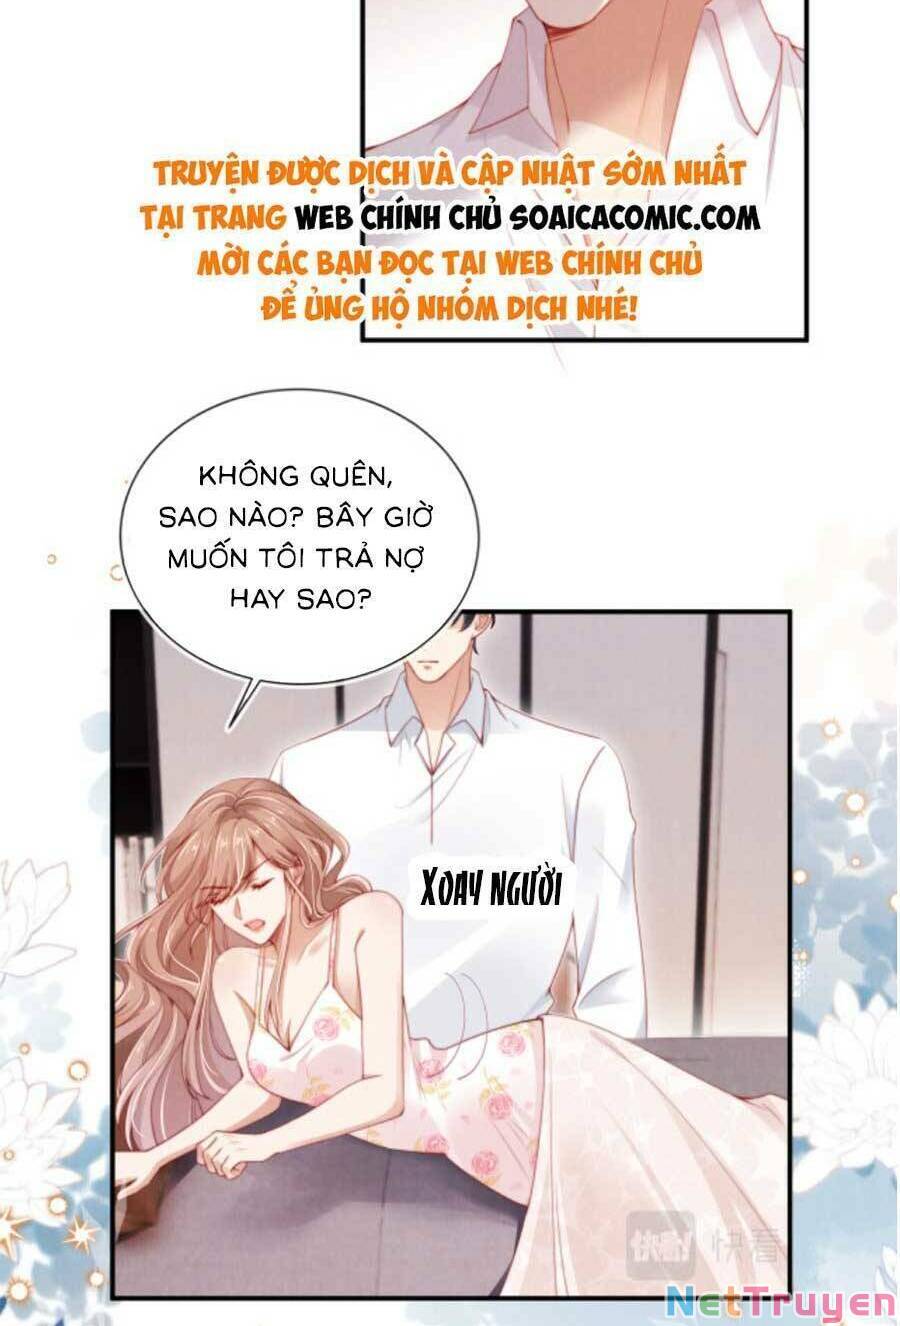 TRUYỆN ĐƯỢC DỊCH VÀ CẬP NHẬT SỚM NHẤT
TẠI TRANG WEB CHÍNH CHỦ SOAICACOMIC.COM
MỜI CÁC BẠN ĐỌC TẠI WEB CHÍNH CHỦ
ĐỂ ỦNG HỘ NHÓM DỊCH NHÉ!
KHÔNG QUÊN,
SAO NÀO? BÂY GIỜ
MUỐN TÔI TRẢ NỢ
HAY SAO?
XOAY NGƯỜI
快看! 快看
NetTruyen